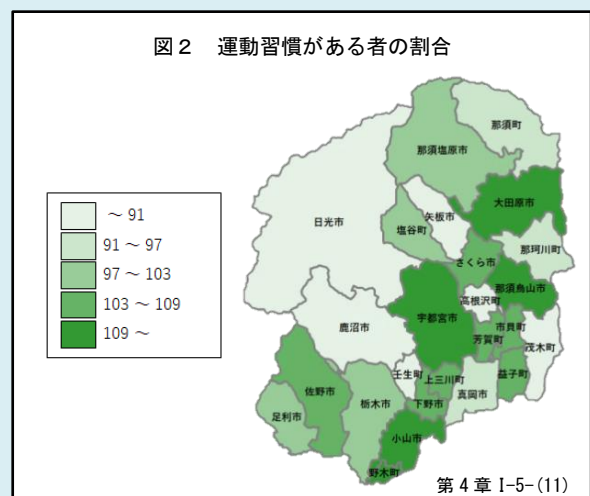 図２　運動習慣がある者の割合
～ 91
91 ～ 97
97 ～ 103
103 ～ 109
109 ～
那須町
那須塩原市
大田原市
日光市
矢板市
塩谷町
那珂川町
さくら市
那須烏山市
高根沢町
宇都宮市
市貝町
芳賀町
茂木町
鹿沼市
壬生町
上三川町
益子町
真岡市
佐野市
栃木市
下野市
足利市
小山市
野木町
第４章 Ⅰ-5-(11)